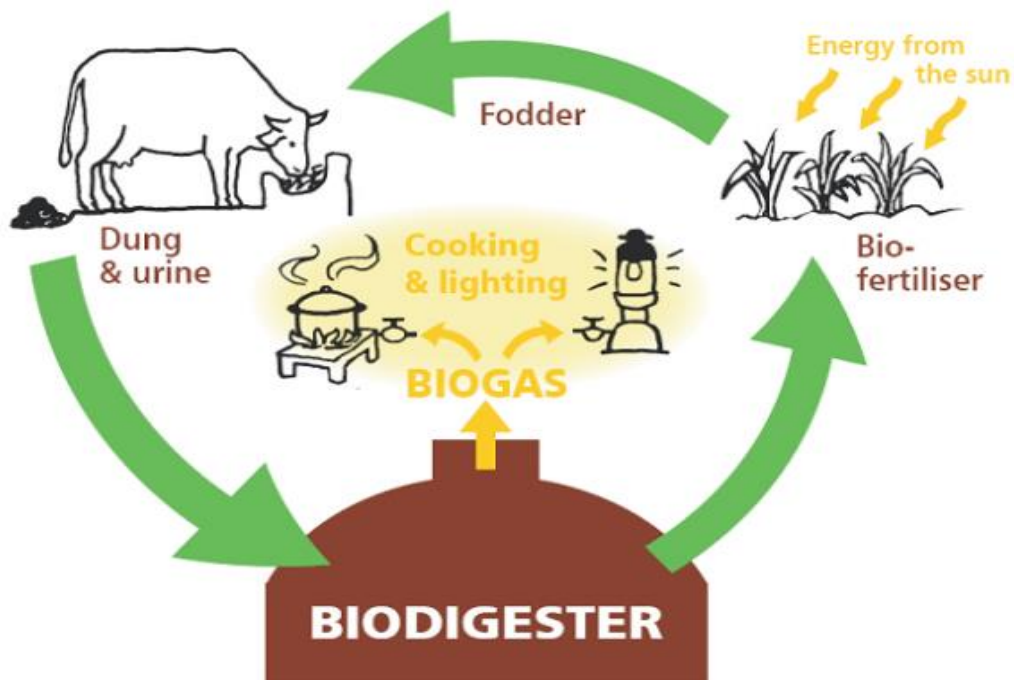 Energy from
the sun
Fodder
Dung
& urine
Cooking
& lighting
Bio-
fertiliser
BIOGAS
BIODIGESTER